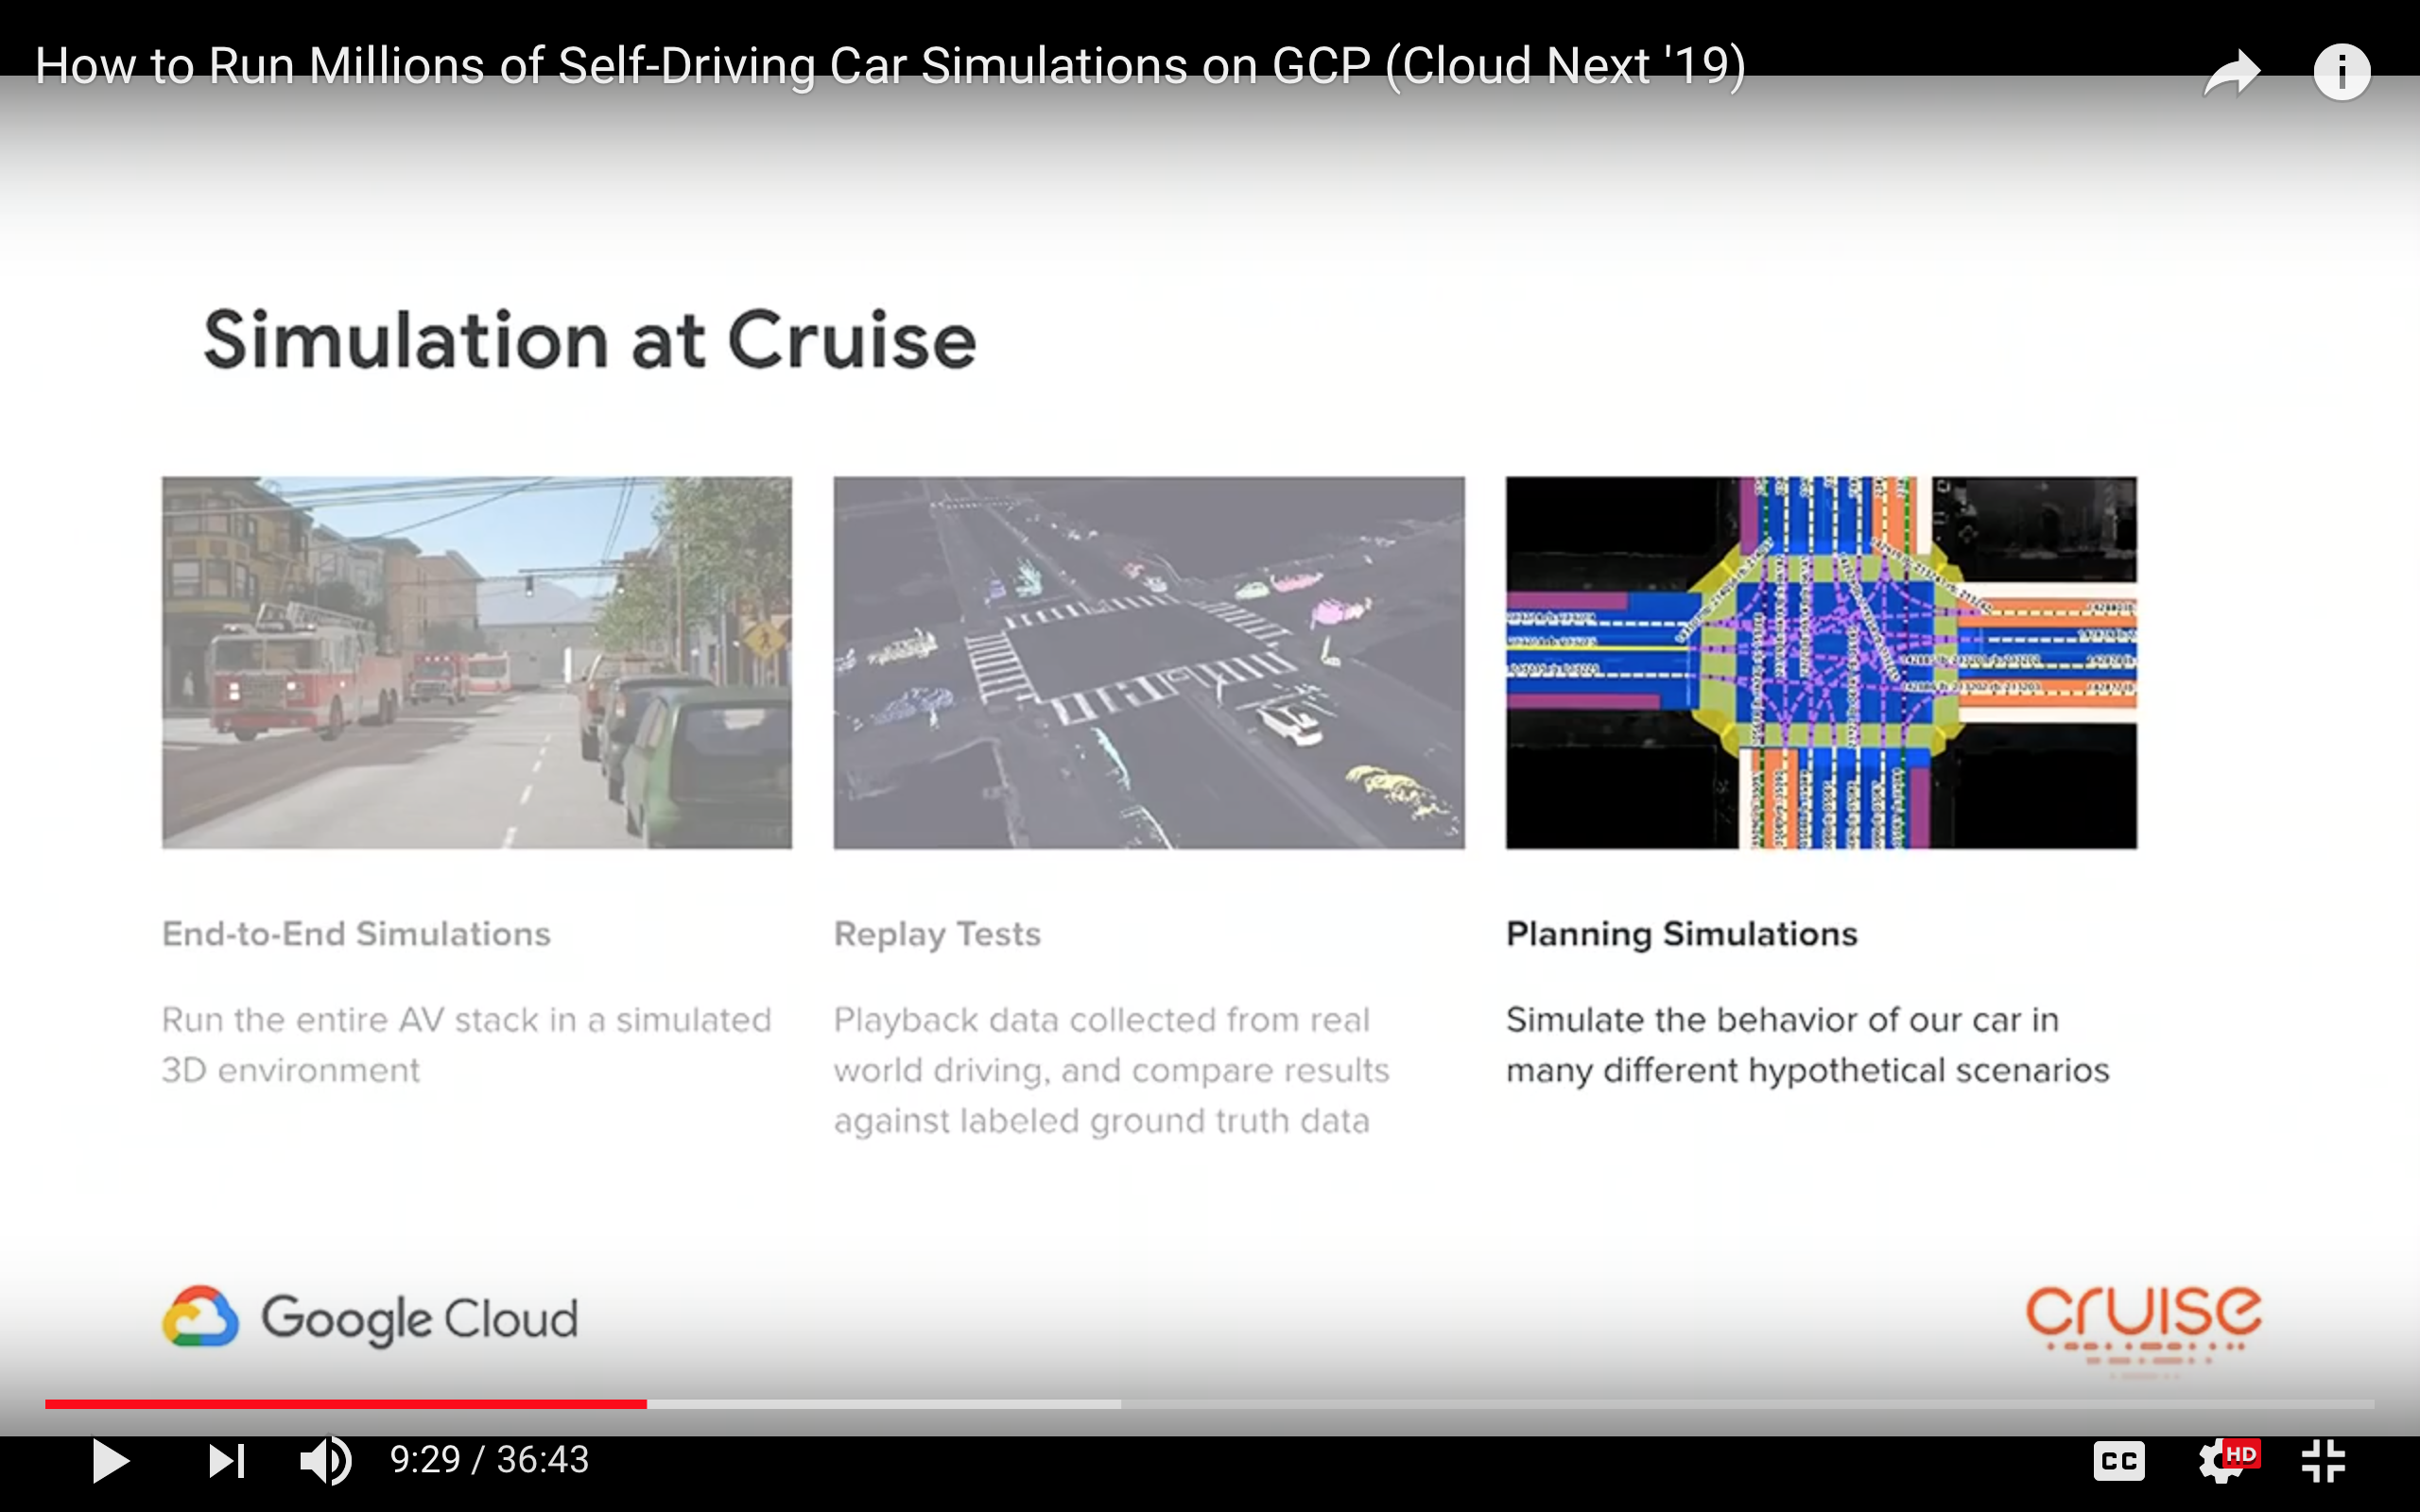 How to Run Millions of Self-Driving Car Simulations on GCP (Cloud Next '19)
Simulation at Cruise
End-to-End Simulations
Run the entire AV stack in a simulated
3D environment
Replay Tests
Playback data collected from real
world driving, and compare results
against labeled ground truth data
Planning Simulations
Simulate the behavior of our car in
many different hypothetical scenarios
Google Cloud
cruise
9:29 / 36:43
CC
HD